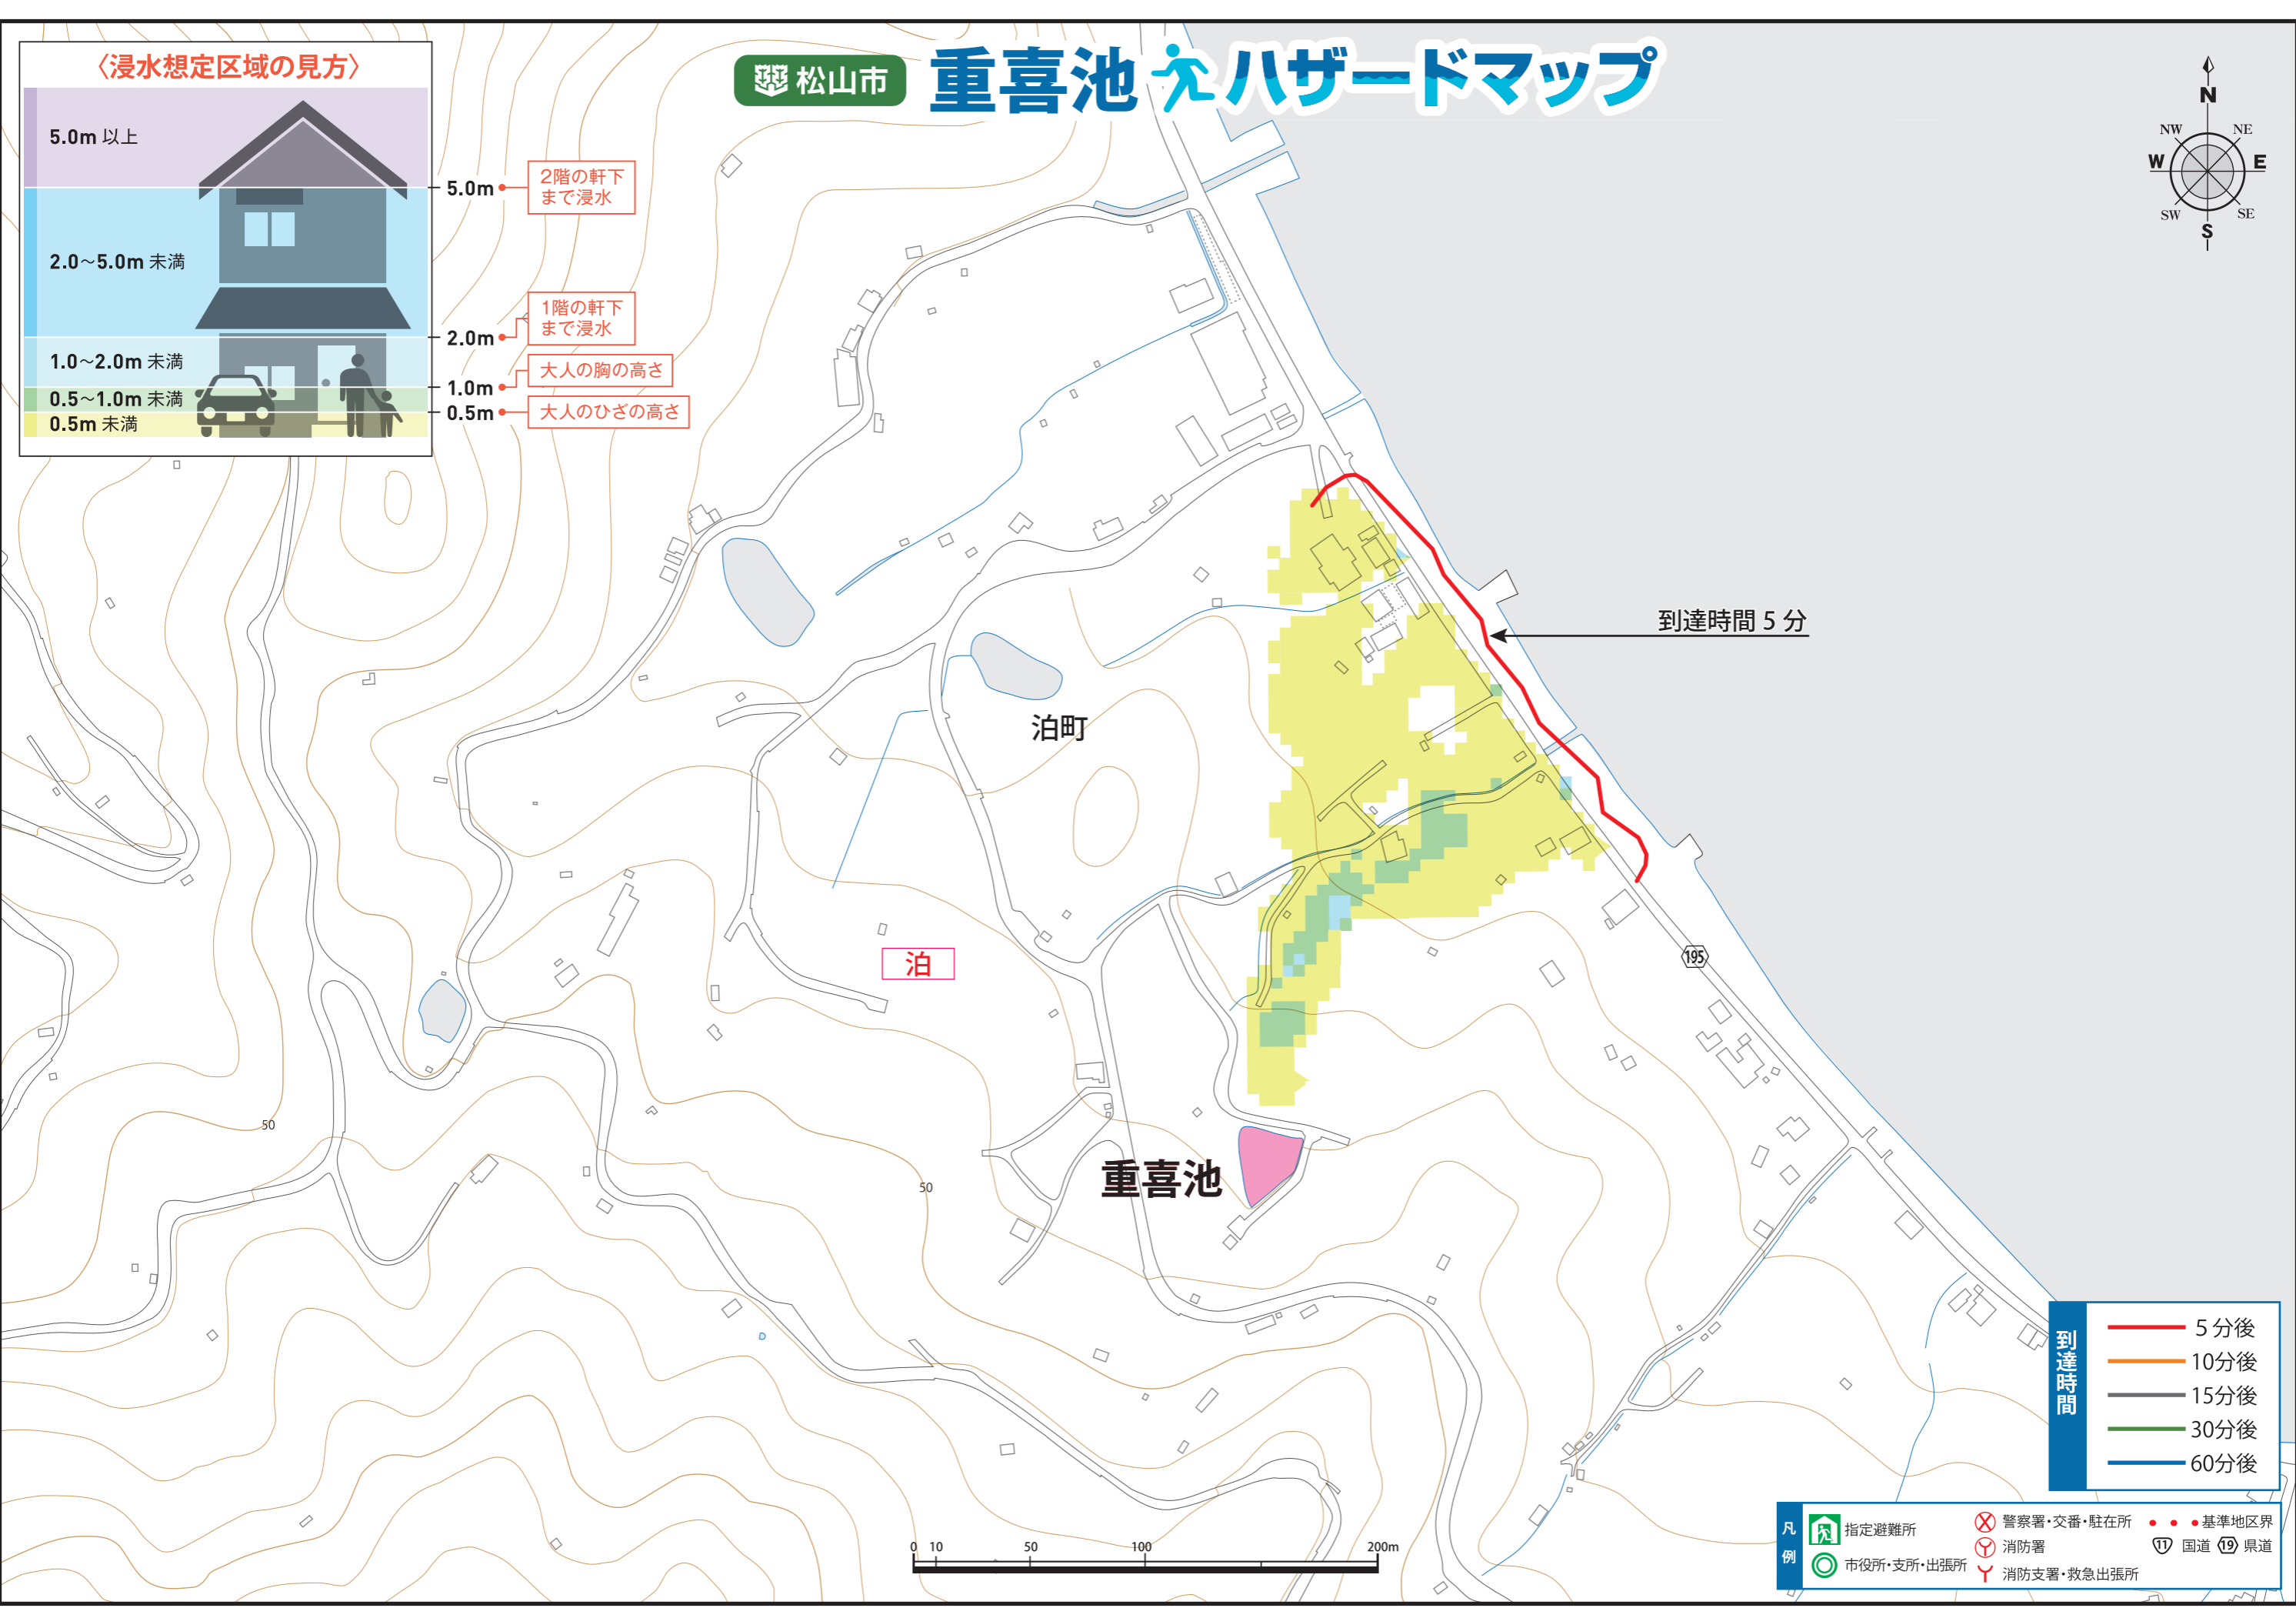 松山市 重喜池 ハザードマップ
〈浸水想定区域の見方〉
5.0m 以上
2.0~5.0m 未満
1.0~2.0m 未満
0.5~1.0m 未満
0.5m 未満
5.0m
2階の軒下
まで浸水
2.0m
1階の軒下
まで浸水
1.0m
大人の胸の高さ
0.5m
大人のひざの高さ
N
NW
NE
W
E
SW
SE
S
到達時間 5 分
泊町
泊
195
50
50
重喜池
到達時間
5 分後
10分後
15分後
30分後
60分後
0 10 50 100 200m
凡例
指定避難所
市役所・支所・出張所
警察署・交番・駐在所
消防署
消防支署・救急出張所
基準地区界
11 国道 19 県道